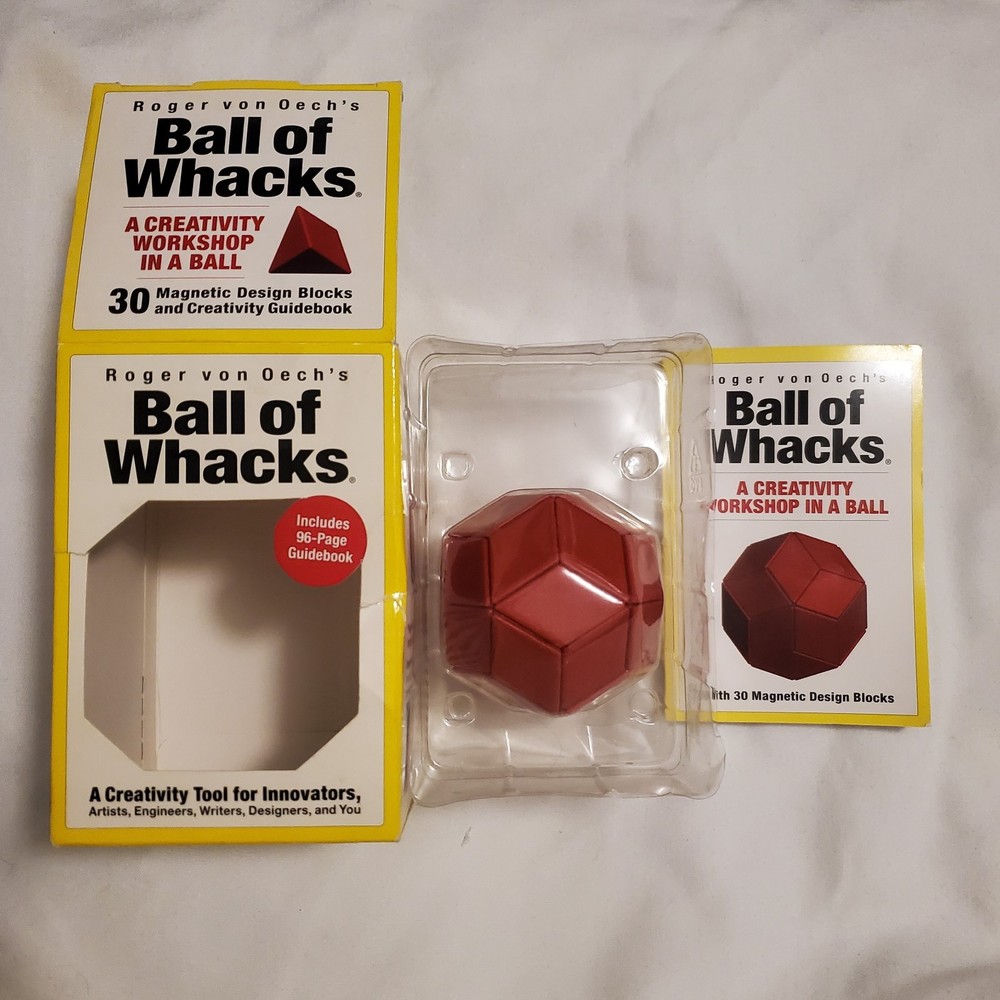 Roger von Oech's
Ball of
Whacks®
A CREATIVITY
WORKSHOP
IN A BALL
30 Magnetic Design Blocks
and Creativity Guidebook
Roger von Oech's
Ball of
Whacks®
Includes
96-Page
Guidebook
A Creativity Tool for Innovators,
Artists, Engineers, Writers, Designers, and You
oger von Oech's
Ball of
Whacks®
A CREATIVITY
ORKSHOP IN A BALL
ith 30 Magnetic Design Blocks